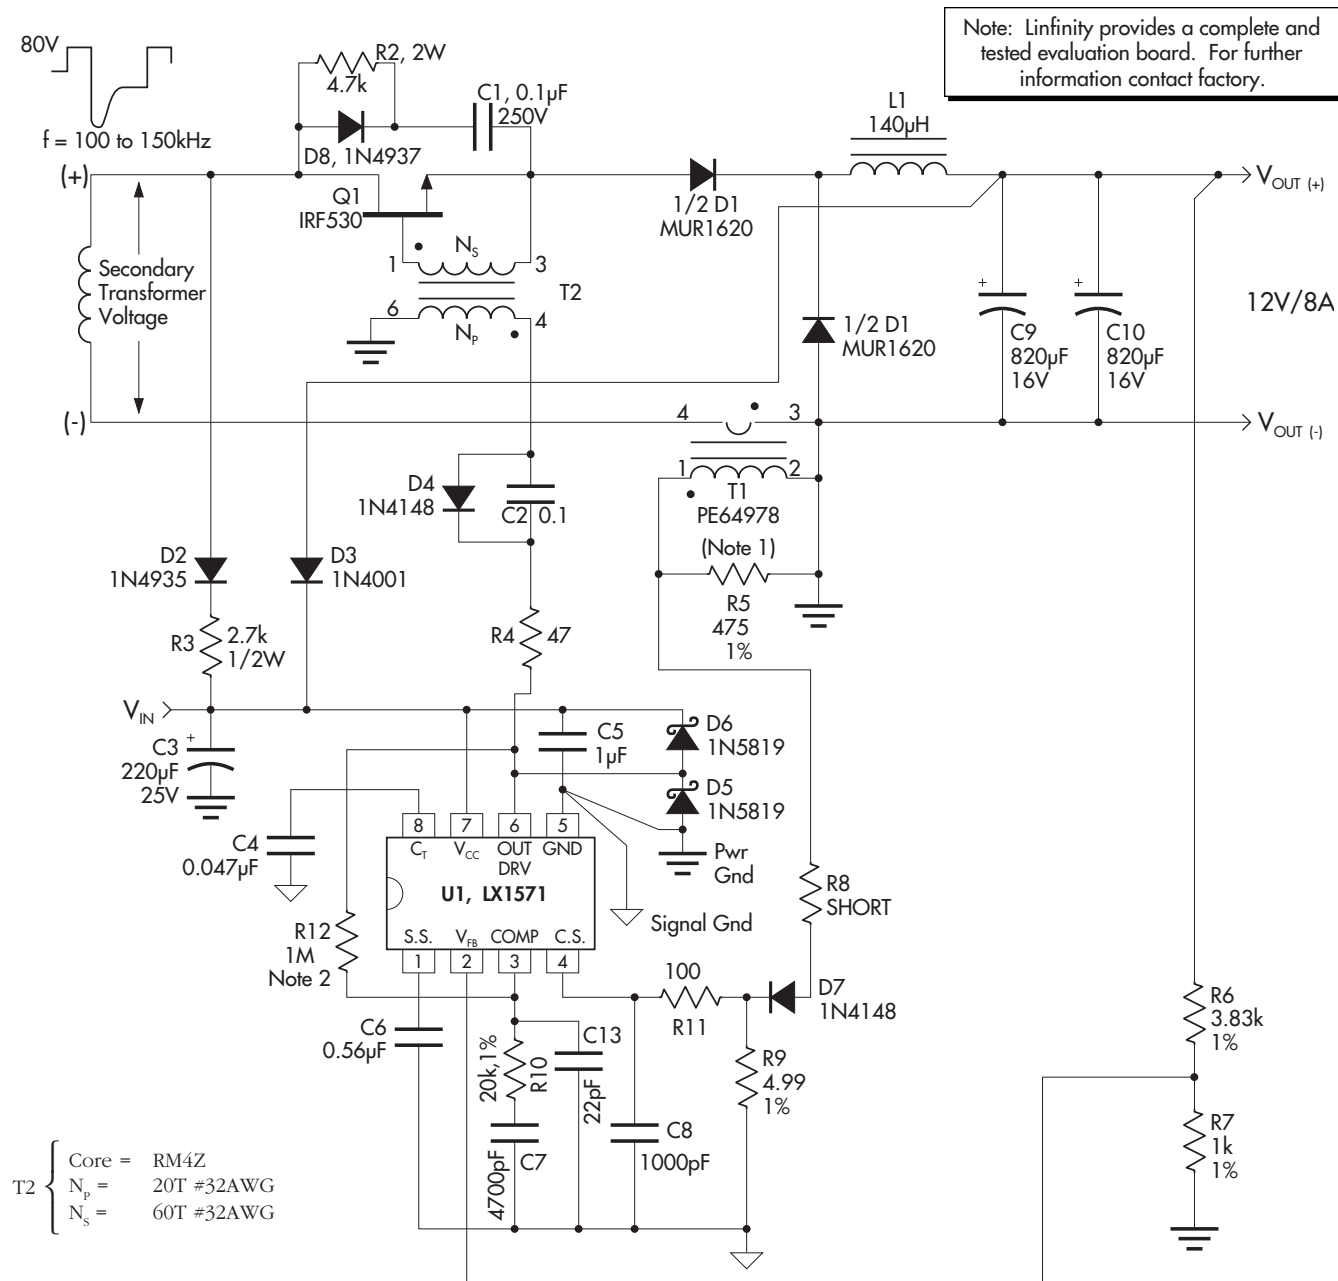 Note: Linfinity provides a complete and
tested evaluation board. For further
information contact factory.
80V
f = 100 to 150kHz
R2, 2W
4.7k
C1, 0.1µF
250V
D8, 1N4937
L1
140µH
(+)
Q1
IRF530
1/2 D1
MUR1620
VOUT (+)
Secondary
Transformer
Voltage
1
NS
3
T2
6
NP
4
1/2 D1
MUR1620
C9
820µF
16V
C10
820µF
16V
12V/8A
+
+
(-)
4
3
VOUT (-)
1
2
T1
PE64978
(Note 1)
D4
1N4148
C2 0.1
D2
1N4935
D3
1N4001
R5
475
1%
R3
2.7k
1/2W
R4
47
VIN
C3
220µF
25V
+
C5
1µF
D6
1N5819
D5
1N5819
C4
0.047µF
8
7
6
5
CT
VCC
OUT
DRV
GND
U1, LX1571
Pwr
Gnd
Signal Gnd
R8
SHORT
R12
1M
Note 2
S.S.
VFB
COMP
C.S.
1
2
3
4
100
R11
D7
1N4148
C6
0.56µF
20k,1%
R10
C13
22pF
R9
4.99
1%
R6
3.83k
1%
4700pF
C7
C8
1000pF
R7
1k
1%
T2
Core = RM4Z
Np = 20T #32AWG
Ns = 60T #32AWG